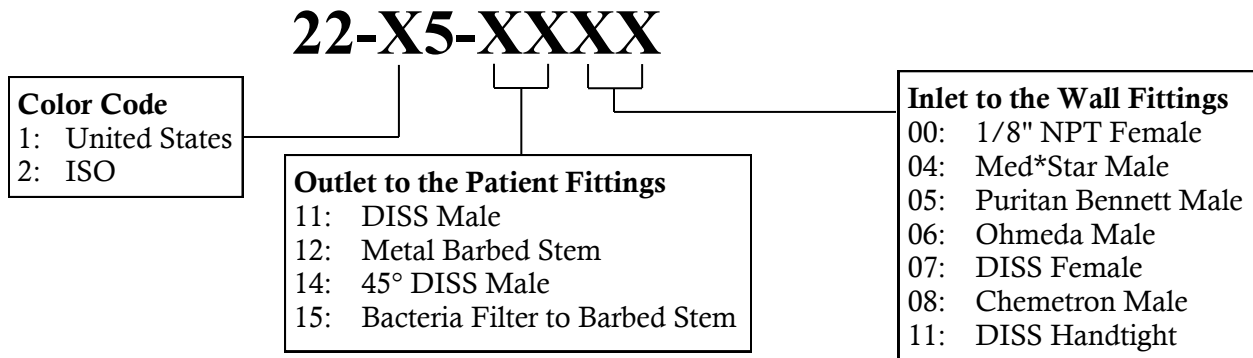 22-X5-XXXX
Color Code
1: United States
2: ISO
Outlet to the Patient Fittings
11: DISS Male
12: Metal Barbed Stem
14: 45° DISS Male
15: Bacteria Filter to Barbed Stem
Inlet to the Wall Fittings
00: 1/8" NPT Female
04: Med*Star Male
05: Puritan Bennett Male
06: Ohmeda Male
07: DISS Female
08: Chemetron Male
11: DISS Handtight